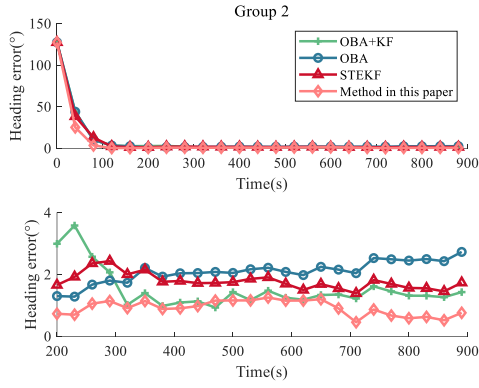 Group 2
150
100
50
0
Heading error(°)
0 100 200 300 400 500 600 700 800 900
Time(s)
OBA+KF
OBA
STEKF
Method in this paper
4
2
0
Heading error(°)
200 300 400 500 600 700 800 900
Time(s)